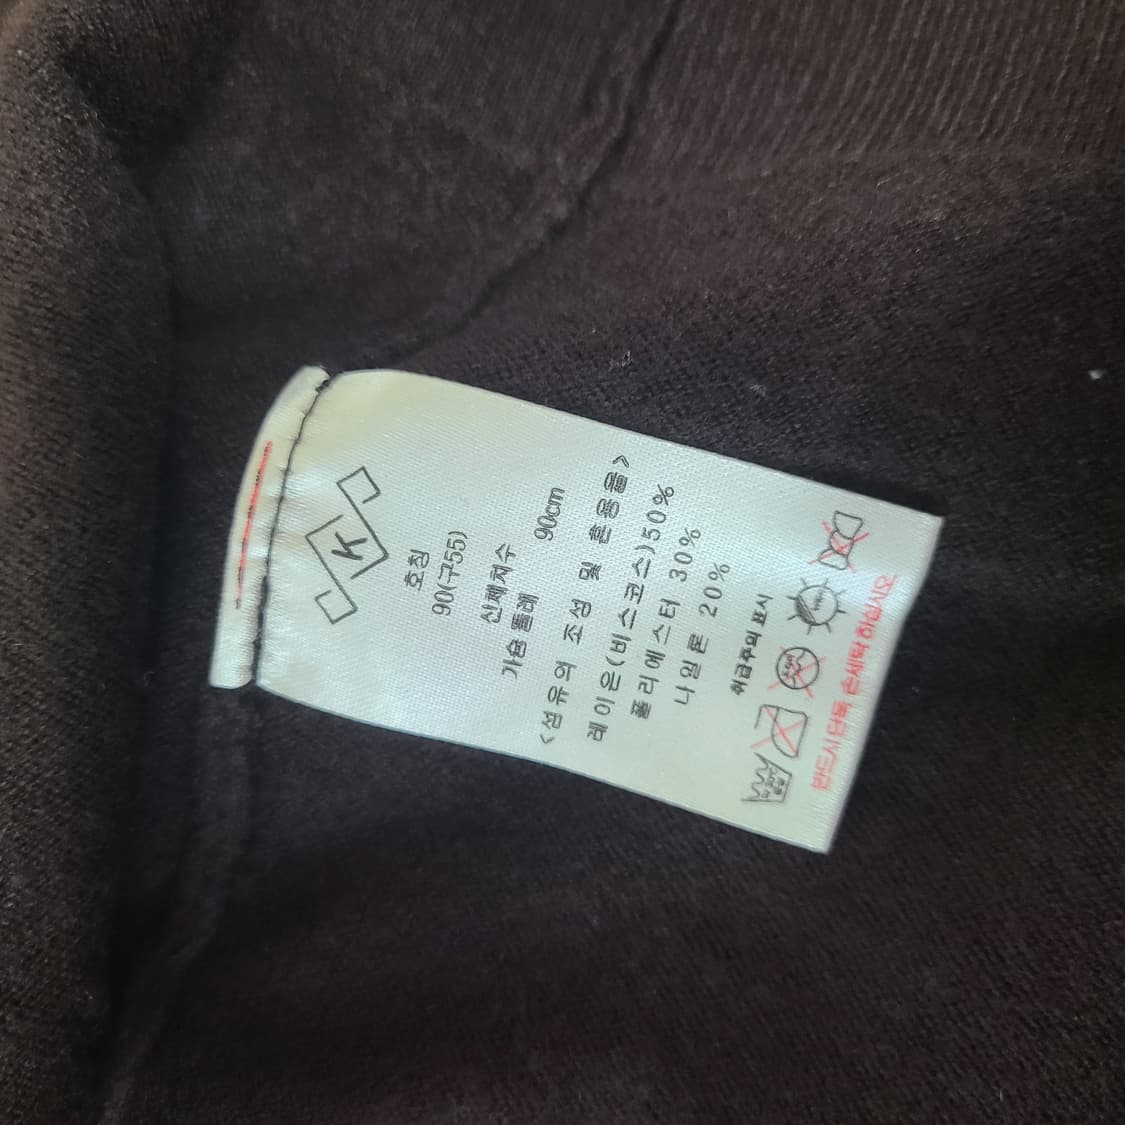 K
호칭
90(구55)
신체치수
가슴둘레 90cm
<섬유의 조성 및 혼용율>
레이온(비스코스)50%
폴리에스터 30%
나일론 20%
취급주의 표시
반드시단독 손세탁하십시오